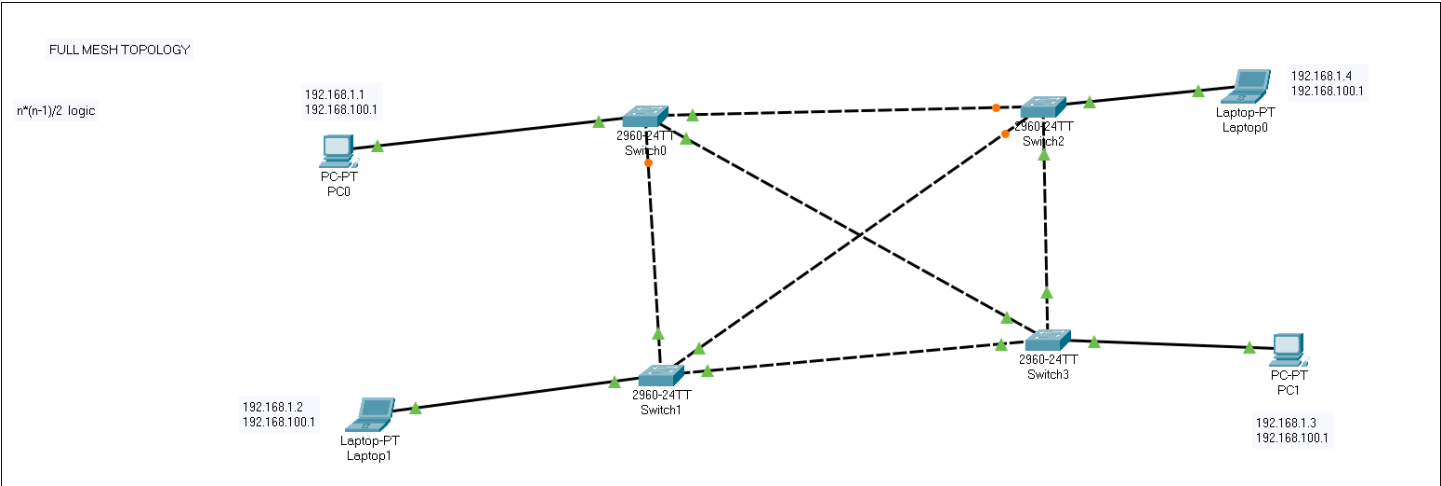 FULL MESH TOPOLOGY
n*(n-1)/2 logic
192.168.1.1
192.168.100.1
PC-PT
PC0
2960-24TT
Switch0
2960-24TT
Switch2
192.168.1.4
192.168.100.1
Laptop-PT
Laptop0
192.168.1.2
192.168.100.1
Laptop-PT
Laptop1
2960-24TT
Switch1
2960-24TT
Switch3
PC-PT
PC1
192.168.1.3
192.168.100.1